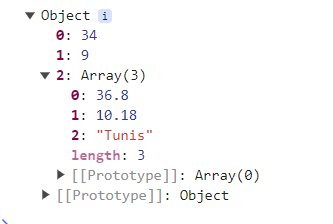 ▼ Object i
0: 34
1: 9
▼ 2: Array(3)
0: 36.8
1: 10.18
2: "Tunis"
length: 3
▶ [[Prototype]]: Array(0)
▶ [[Prototype]]: Object